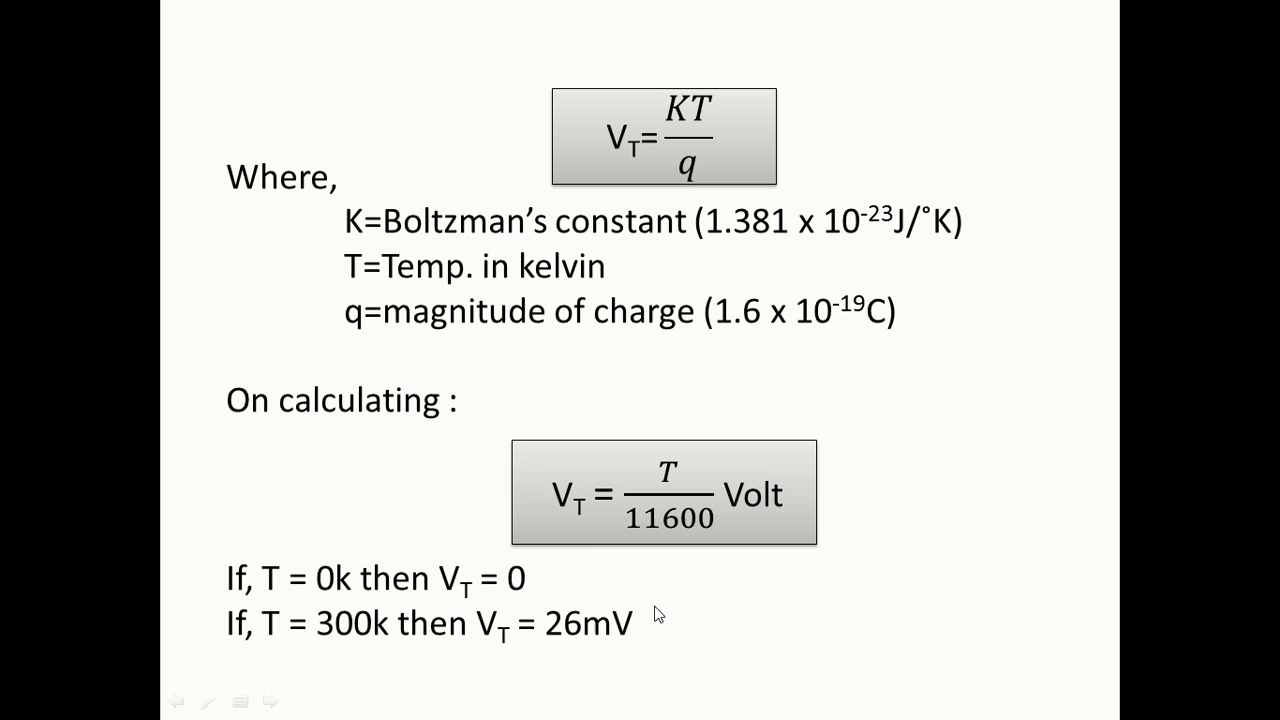 V_T = KT/q
Where,
K=Boltzman’s constant (1.381 x 10⁻²³J/˚K)
T=Temp. in kelvin
q=magnitude of charge (1.6 x 10⁻¹⁹C)
On calculating :
V_T = T/11600 Volt
If, T = 0k then V_T = 0
If, T = 300k then V_T = 26mV